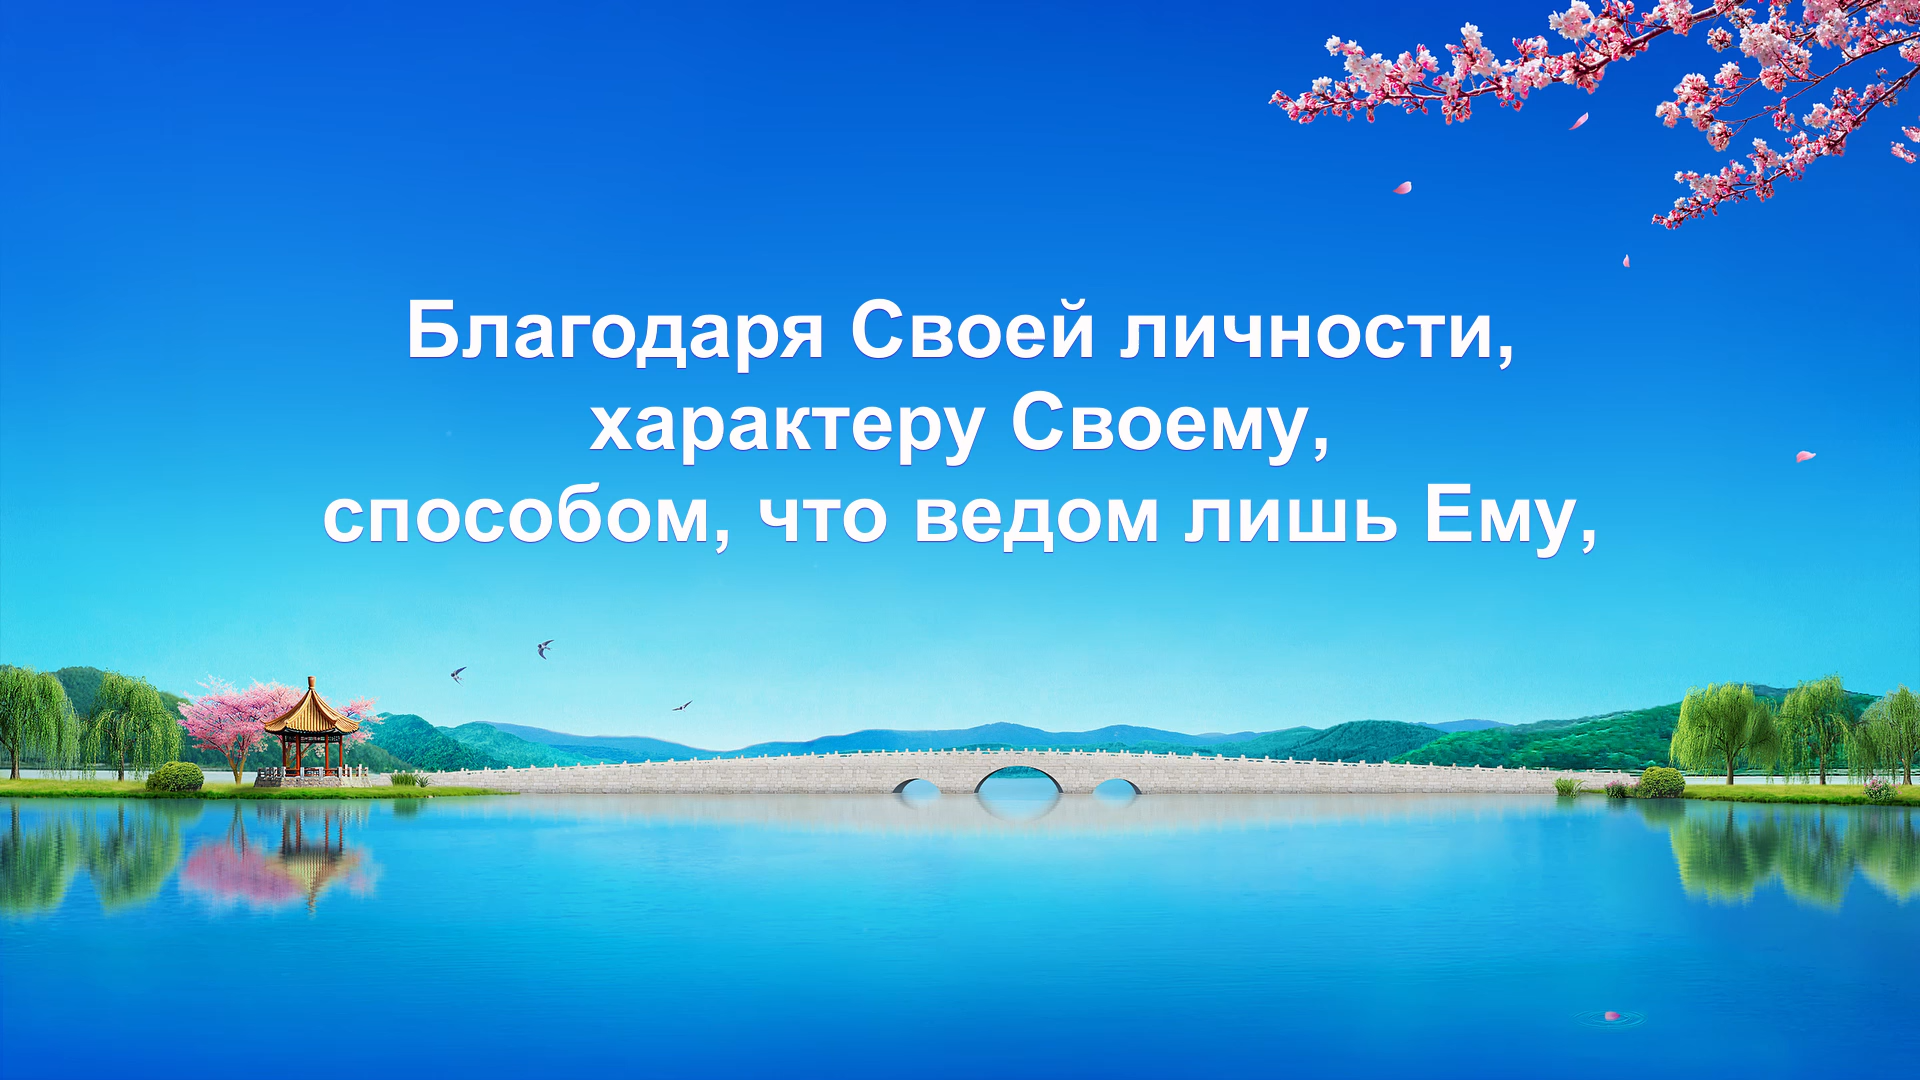 Благодаря Своей личности,
характеру Своему,
способом, что ведом лишь Ему,